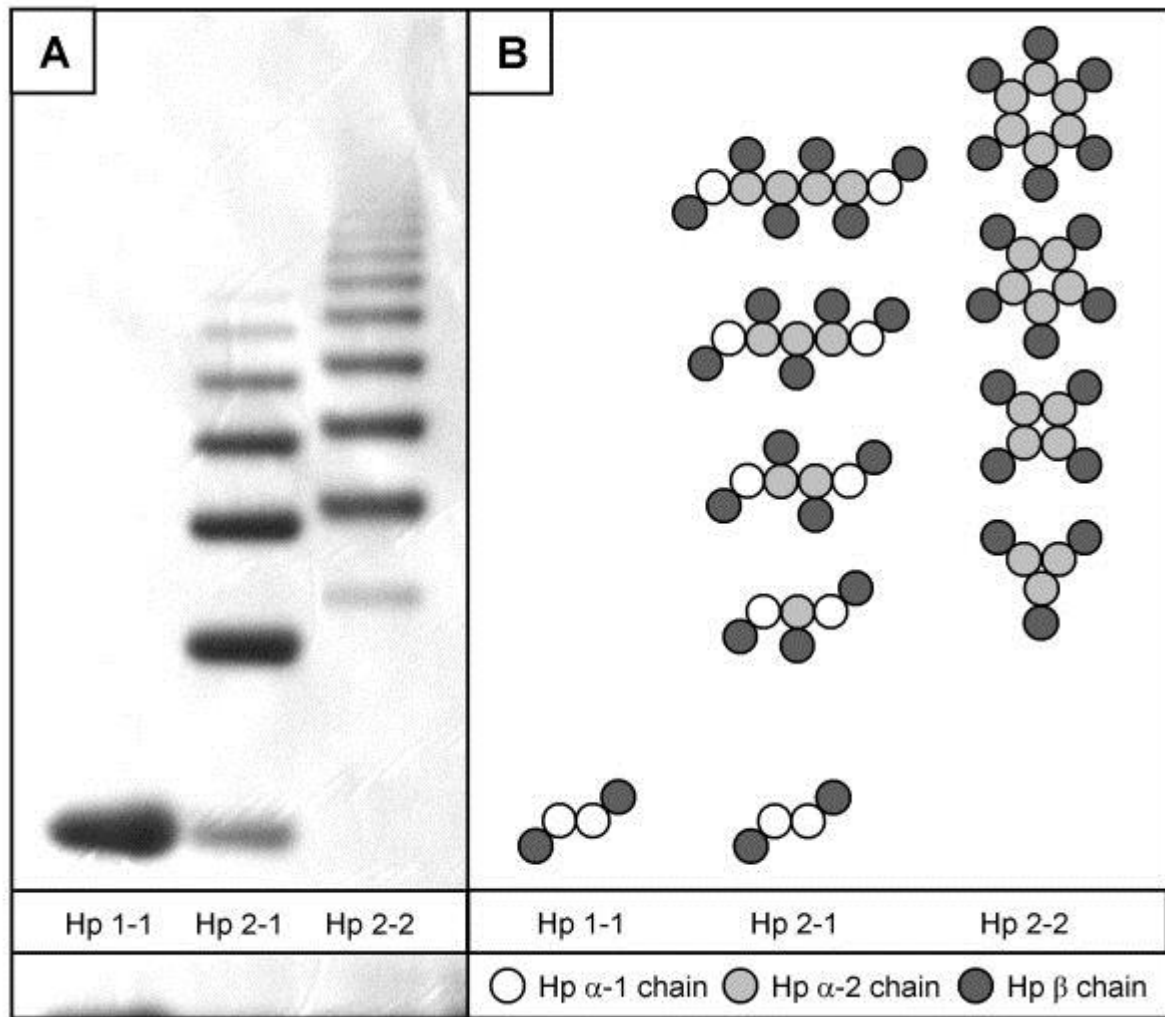 A
B
Hp 1-1 Hp 2-1 Hp 2-2
Hp 1-1 Hp 2-1 Hp 2-2
Hp α-1 chain Hp α-2 chain Hp β chain